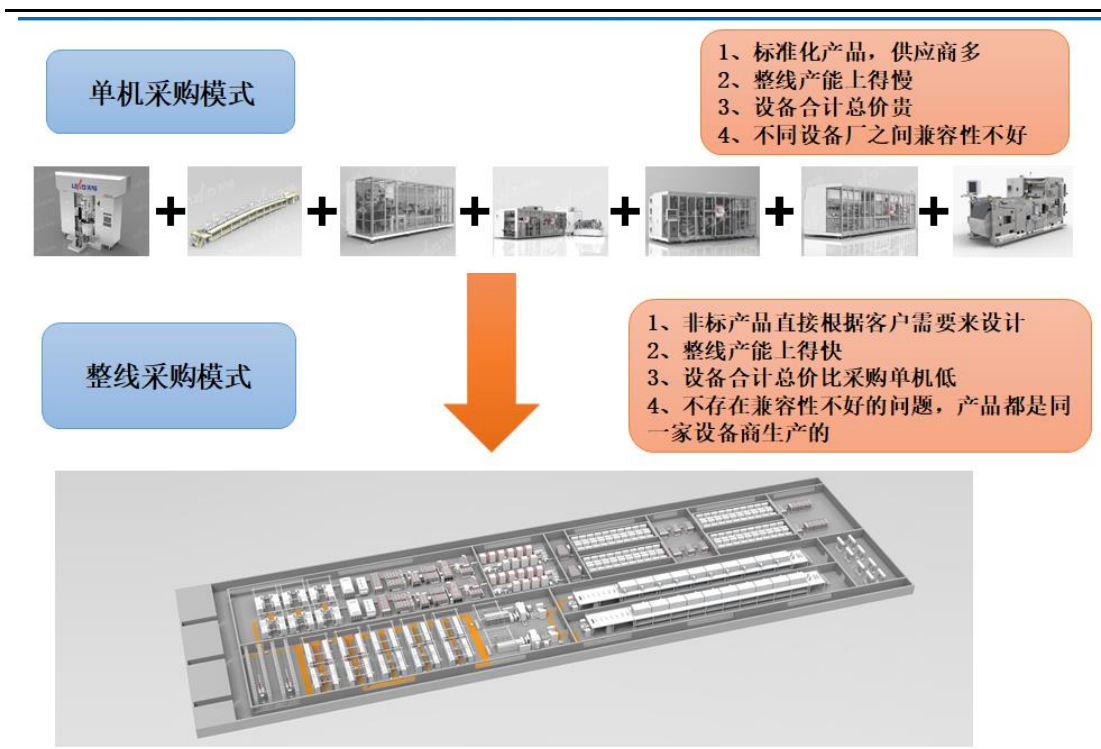 单机采购模式
1、标准化产品，供应商多
2、整线产能上得慢
3、设备合计总价贵
4、不同设备厂之间兼容性不好
+ + + + + +
整线采购模式
1、非标产品直接根据客户需要来设计
2、整线产能上得快
3、设备合计总价比采购单机低
4、不存在兼容性不好的问题，产品都是同
一家设备商生产的